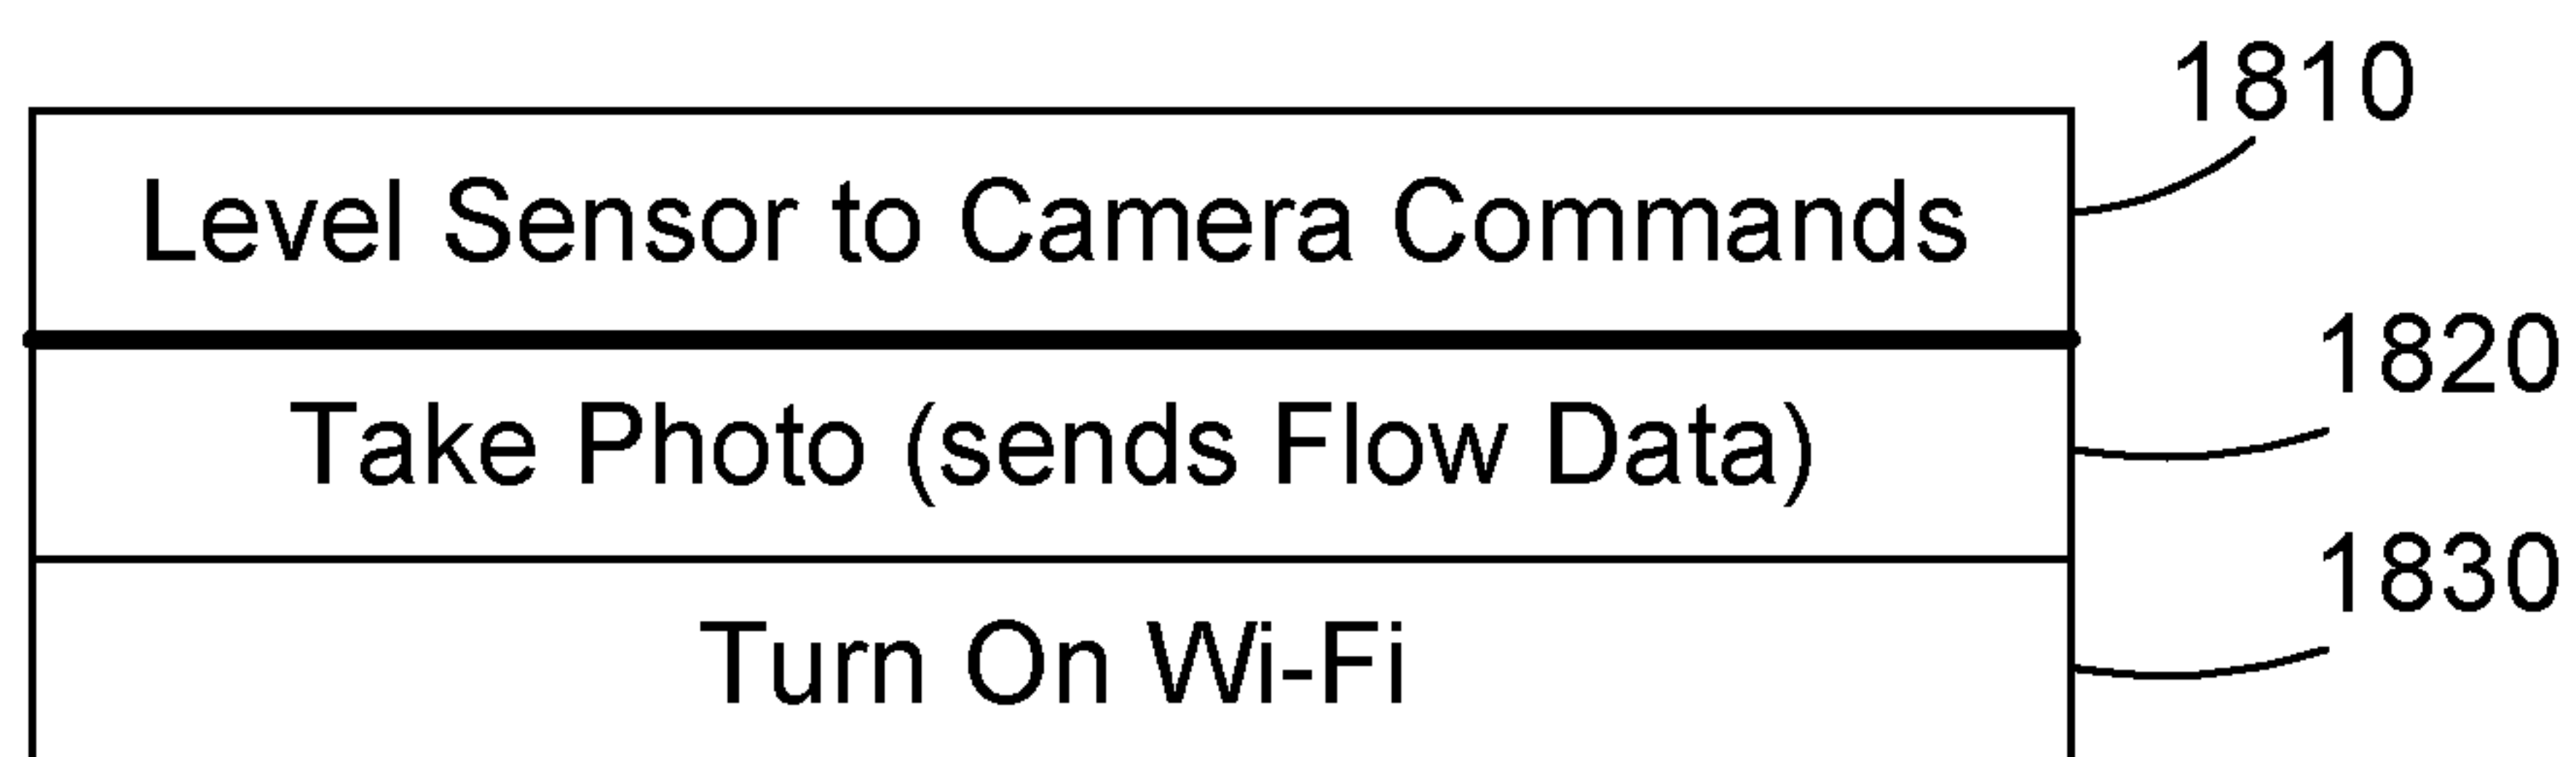 1810
Level Sensor to Camera Commands
1820
Take Photo (sends Flow Data)
1830
Turn On Wi-Fi